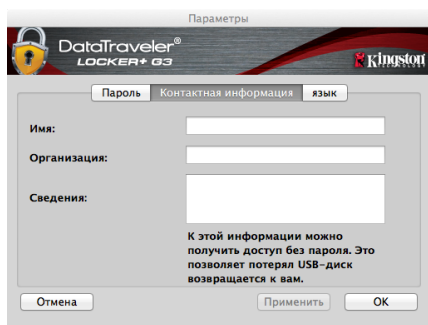 Параметры
DataTraveler®
LOCKER+ G3
Kingston
TECHNOLOGY
Пароль Контактная информация язык
Имя:
Организация:
Сведения:
К этой информации можно
получить доступ без пароля. Это
позволяет потерял USB-диск
возвращается к вам.
Отмена Применить OK